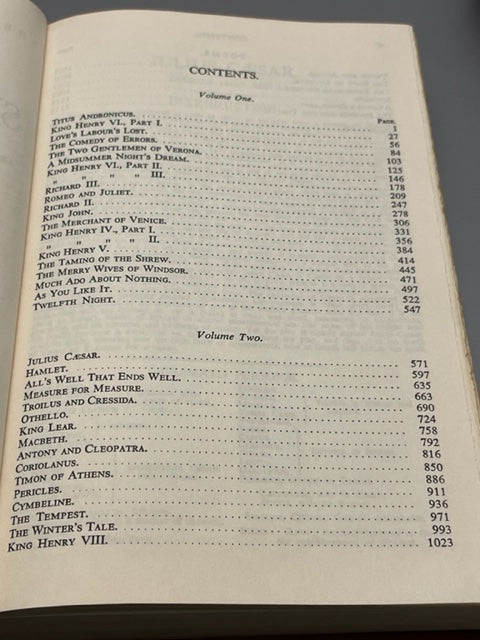 CONTENTS.
Volume One.
PAGE.
TITUS ANDRONICUS. 1
KING HENRY VI., PART I. 27
LOVE'S LABOUR'S LOST. 56
THE COMEDY OF ERRORS. 84
THE TWO GENTLEMEN OF VERONA. 103
A MIDSUMMER NIGHT'S DREAM. 125
KING HENRY VI., PART II. 146
" " " " III. 178
RICHARD III. 209
ROMEO AND JULIET. 247
RICHARD II. 278
KING JOHN. 306
THE MERCHANT OF VENICE. 331
KING HENRY IV., PART I. 356
" " " " II. 384
KING HENRY V. 414
THE TAMING OF THE SHREW. 445
THE MERRY WIVES OF WINDSOR. 471
MUCH ADO ABOUT NOTHING. 497
AS YOU LIKE IT. 522
TWELFTH NIGHT. 547
Volume Two.
JULIUS CÆSAR. 571
HAMLET. 597
ALL'S WELL THAT ENDS WELL. 635
MEASURE FOR MEASURE. 663
TROILUS AND CRESSIDA. 690
OTHELLO. 724
KING LEAR. 758
MACBETH. 792
ANTONY AND CLEOPATRA. 816
CORIOLANUS. 850
TIMON OF ATHENS. 886
PERICLES. 911
CYMBELINE. 936
THE TEMPEST. 971
THE WINTER'S TALE. 993
KING HENRY VIII. 1023